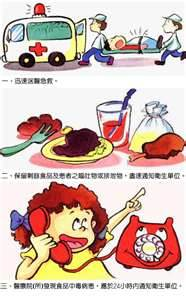 一、迅速送醫急救。
二、保留剩餘食品及患者之嘔吐物或排泄物，儘速通知衛生單位。
三、醫療院(所)發現食品中毒病患，應於24小時內通知衛生單位。